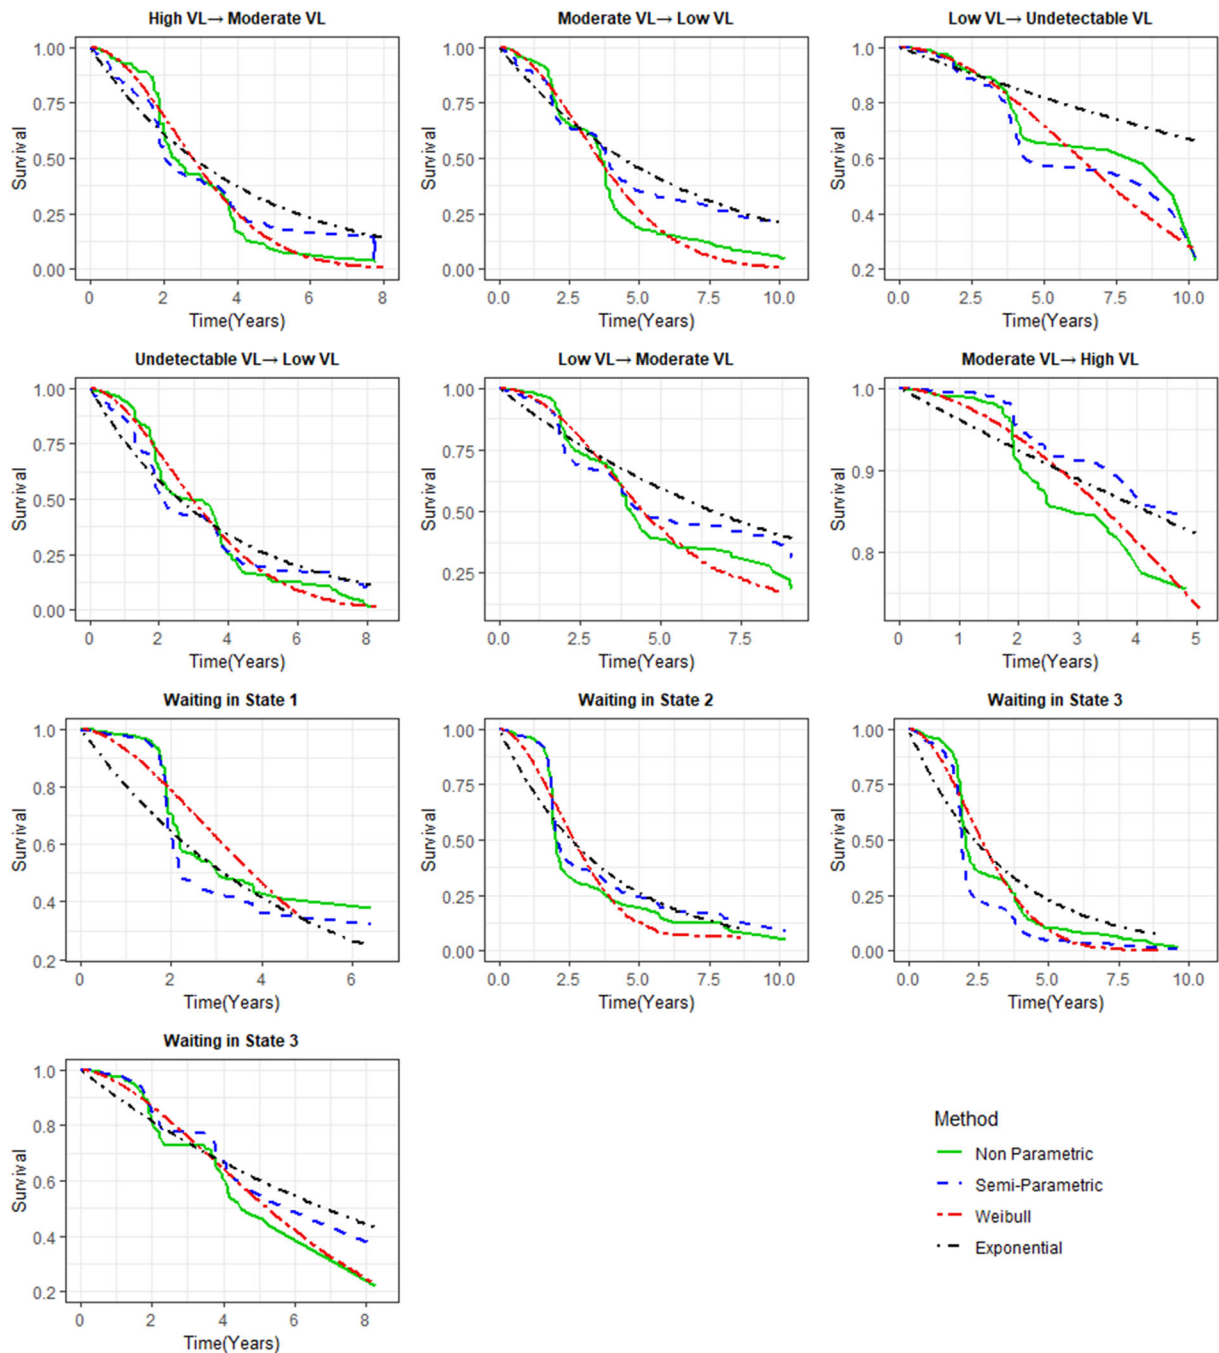 High VL→ Moderate VL
Moderate VL→ Low VL
Low VL→ Undetectable VL
Survival
1.00
0.75
0.50
0.25
0.00
0 2 4 6 8
Time(Years)
Survival
1.00
0.75
0.50
0.25
0.00
0.0 2.5 5.0 7.5 10.0
Time(Years)
Survival
1.0
0.8
0.6
0.4
0.2
0.0 2.5 5.0 7.5 10.0
Time(Years)
Undetectable VL→ Low VL
Low VL→ Moderate VL
Moderate VL→ High VL
Survival
1.00
0.75
0.50
0.25
0.00
0 2 4 6 8
Time(Years)
Survival
1.00
0.75
0.50
0.25
0.0 2.5 5.0 7.5
Time(Years)
Survival
1.0
0.9
0.8
0 1 2 3 4 5
Time(Years)
Waiting in State 1
Waiting in State 2
Waiting in State 3
Survival
1.0
0.8
0.6
0.4
0.2
0 2 4 6
Time(Years)
Survival
1.00
0.75
0.50
0.25
0.00
0.0 2.5 5.0 7.5 10.0
Time(Years)
Survival
1.00
0.75
0.50
0.25
0.00
0.0 2.5 5.0 7.5 10.0
Time(Years)
Waiting in State 3
Survival
1.0
0.8
0.6
0.4
0.2
0 2 4 6 8
Time(Years)
Method
Non Parametric
Semi-Parametric
Weibull
Exponential